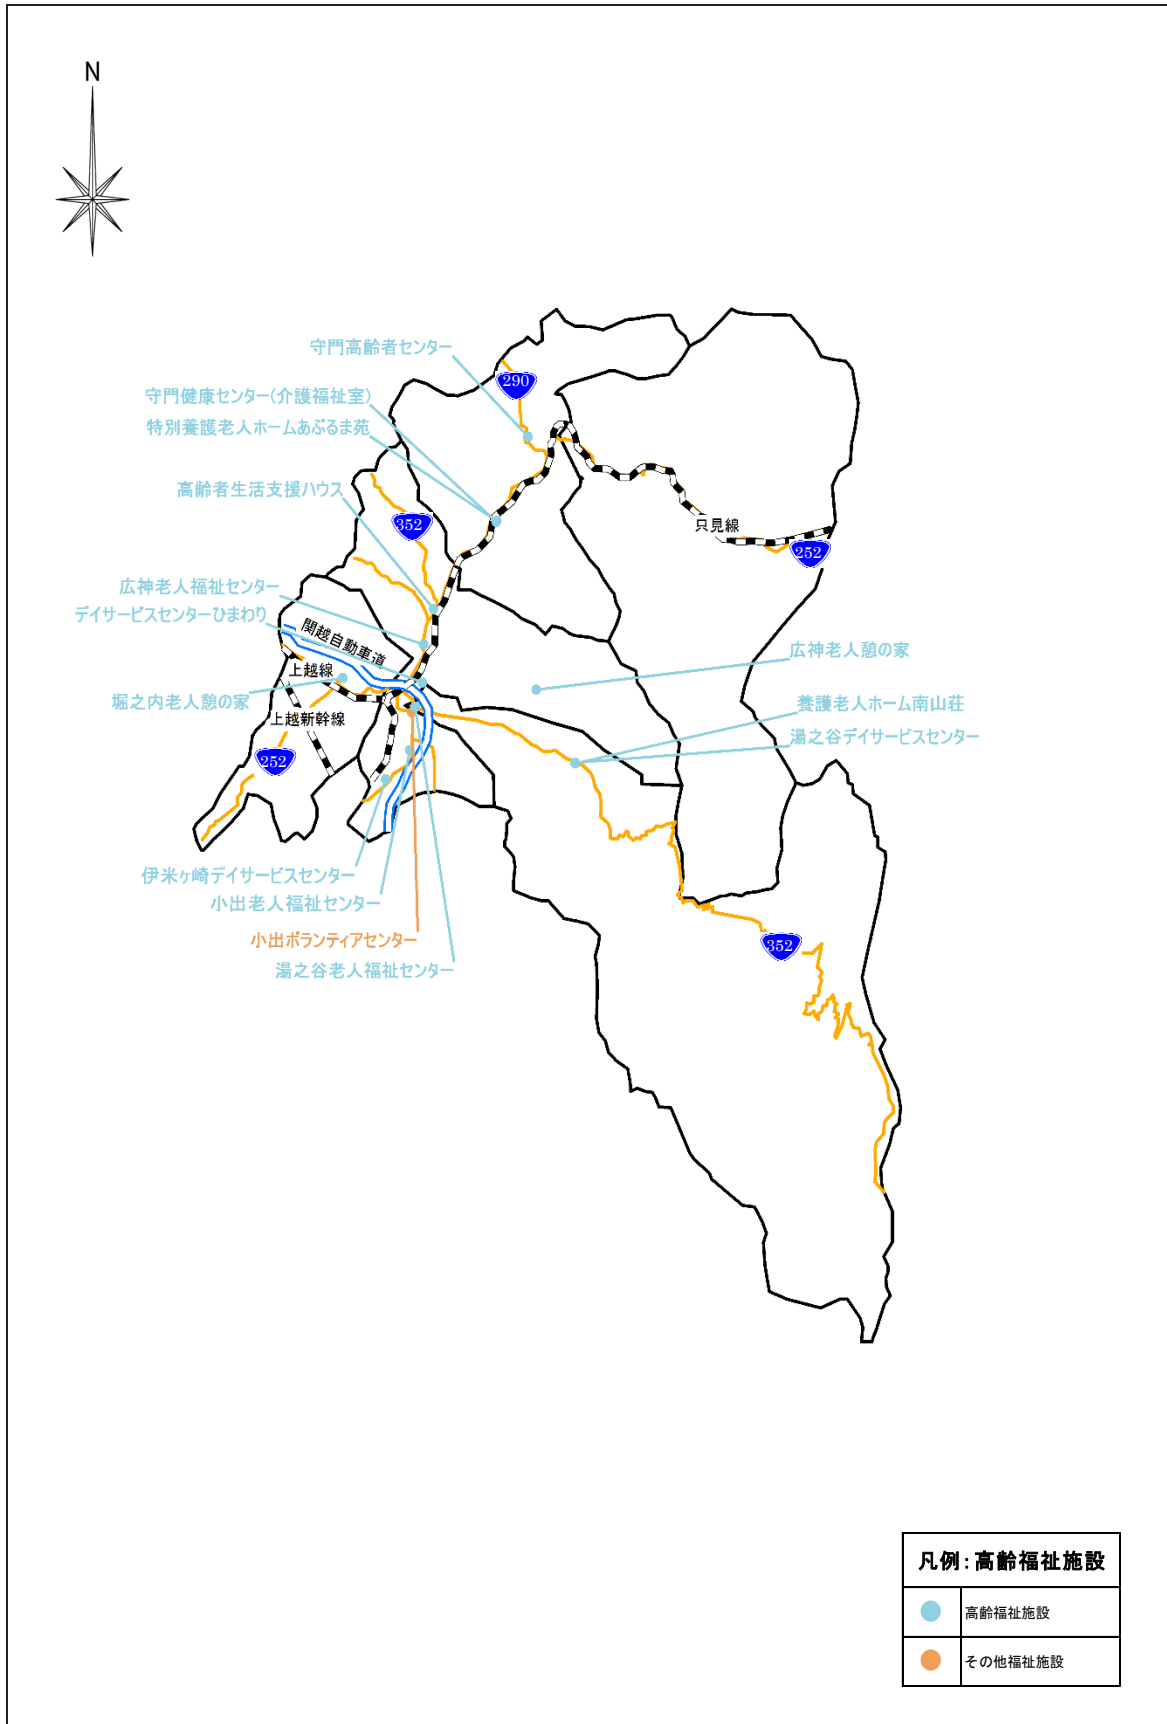 N
守門高齢者センター
290
守門健康センター(介護福祉室)
特別養護老人ホームあぶるま苑
高齢者生活支援ハウス
352
只見線
252
広神老人福祉センター
デイサービスセンターひまわり
関越自動車道
広神老人憩の家
上越線
堀之内老人憩の家
養護老人ホーム南山荘
上越新幹線
湯之谷デイサービスセンター
252
伊米ヶ崎デイサービスセンター
小出老人福祉センター
小出ボランティアセンター
352
湯之谷老人福祉センター
凡例:高齢福祉施設
高齢福祉施設
その他福祉施設